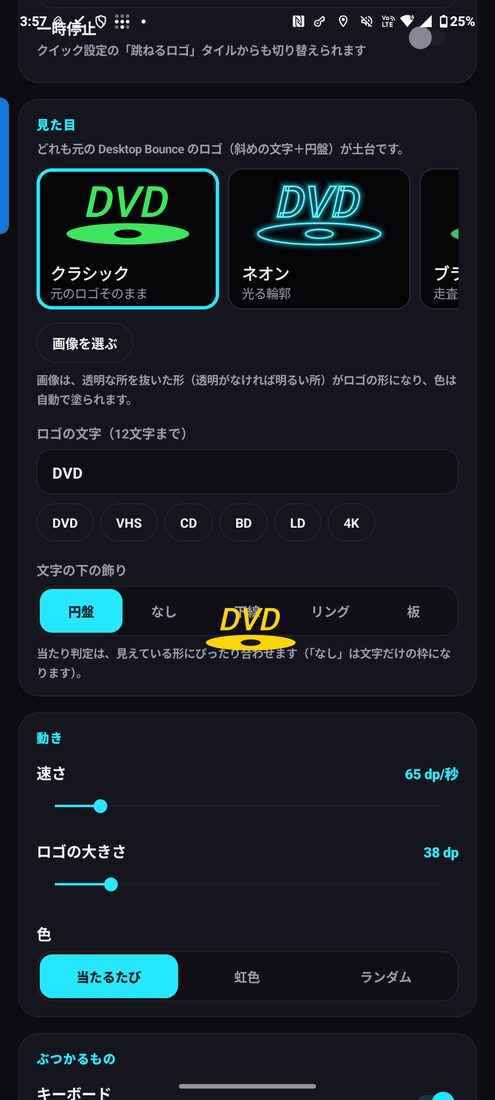 3:57
25%
一時停止
クイック設定の「跳ねるロゴ」タイルからも切り替えられます
見た目
どれも元の Desktop Bounce のロゴ（斜めの文字＋円盤）が土台です。
DVD
クラシック
元のロゴそのまま
DVD
ネオン
光る輪郭
ブラ
走査
画像を選ぶ
画像は、透明な所を抜いた形（透明がなければ明るい所）がロゴの形になり、色は
自動で塗られます。
ロゴの文字（12文字まで）
DVD
DVD
VHS
CD
BD
LD
4K
文字の下の飾り
円盤
なし
下線
リング
板
DVD
当たり判定は、見えている形にぴったり合わせます（「なし」は文字だけの枠にな
ります）。
動き
速さ
65 dp/秒
ロゴの大きさ
38 dp
色
当たるたび
虹色
ランダム
ぶつかるもの
キーボード